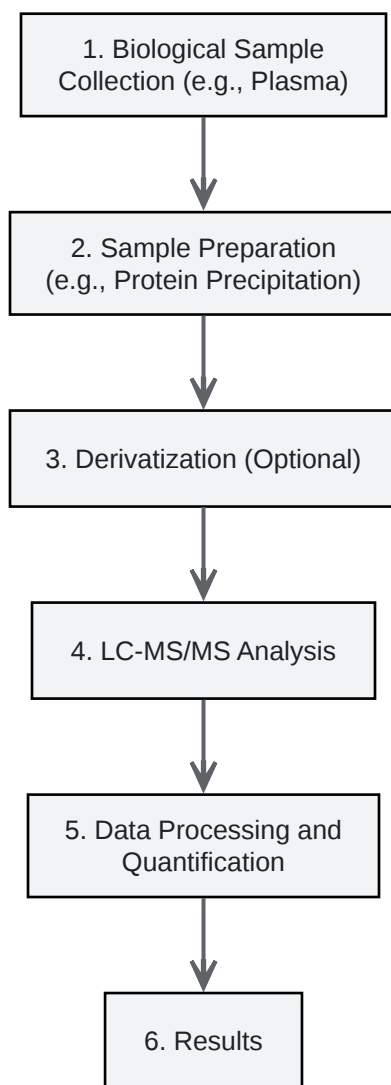 1. Biological Sample
Collection (e.g., Plasma)
2. Sample Preparation
(e.g., Protein Precipitation)
3. Derivatization (Optional)
4. LC-MS/MS Analysis
5. Data Processing and
Quantification
6. Results